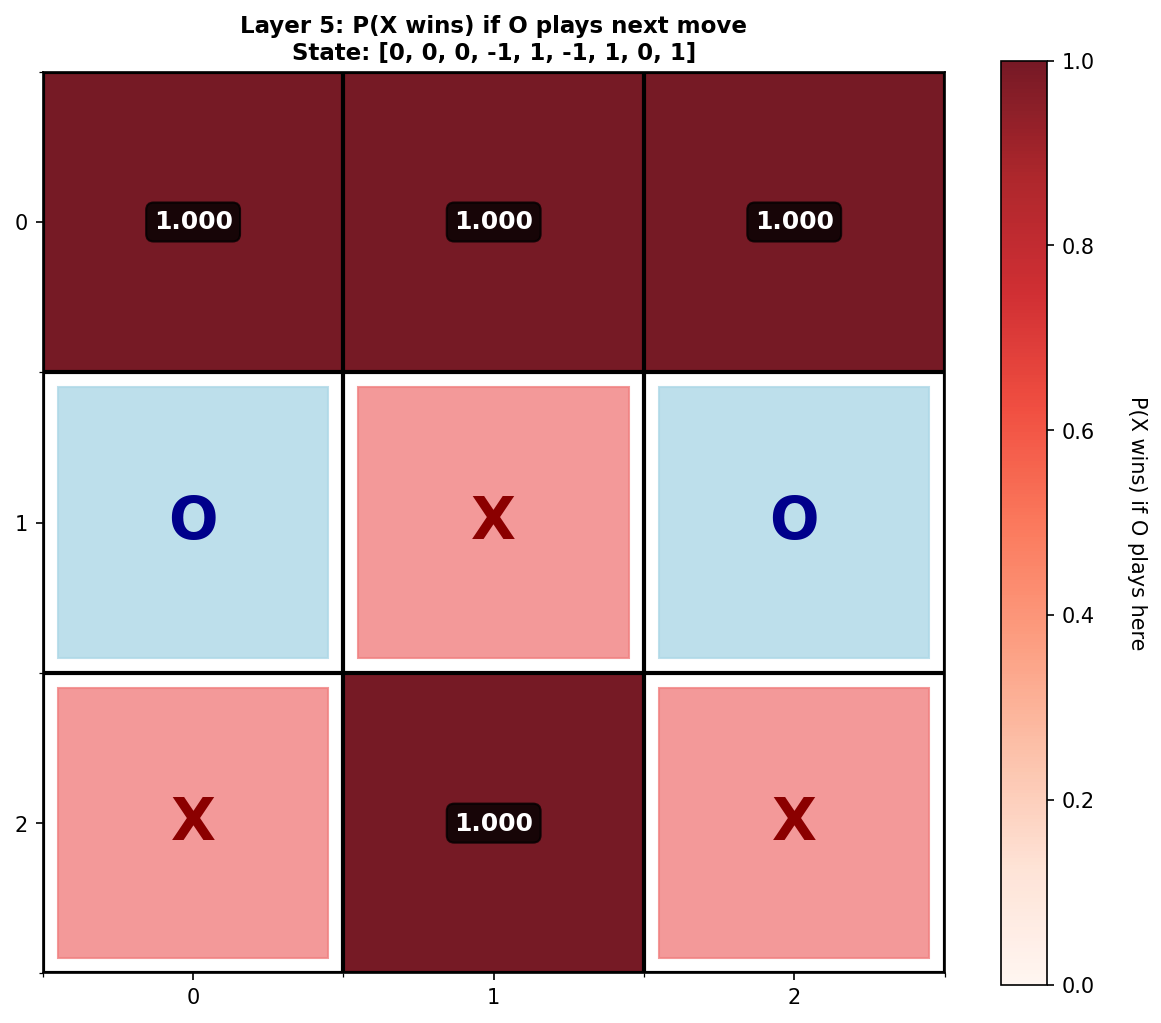 Layer 5: P(X wins) if O plays next move
State: [0, 0, 0, -1, 1, -1, 1, 0, 1]
0
1.000
1.000
1.000
1
O
X
O
2
X
1.000
X
0
1
2
1.0
0.8
0.6
0.4
0.2
0.0
P(X wins) if O plays here